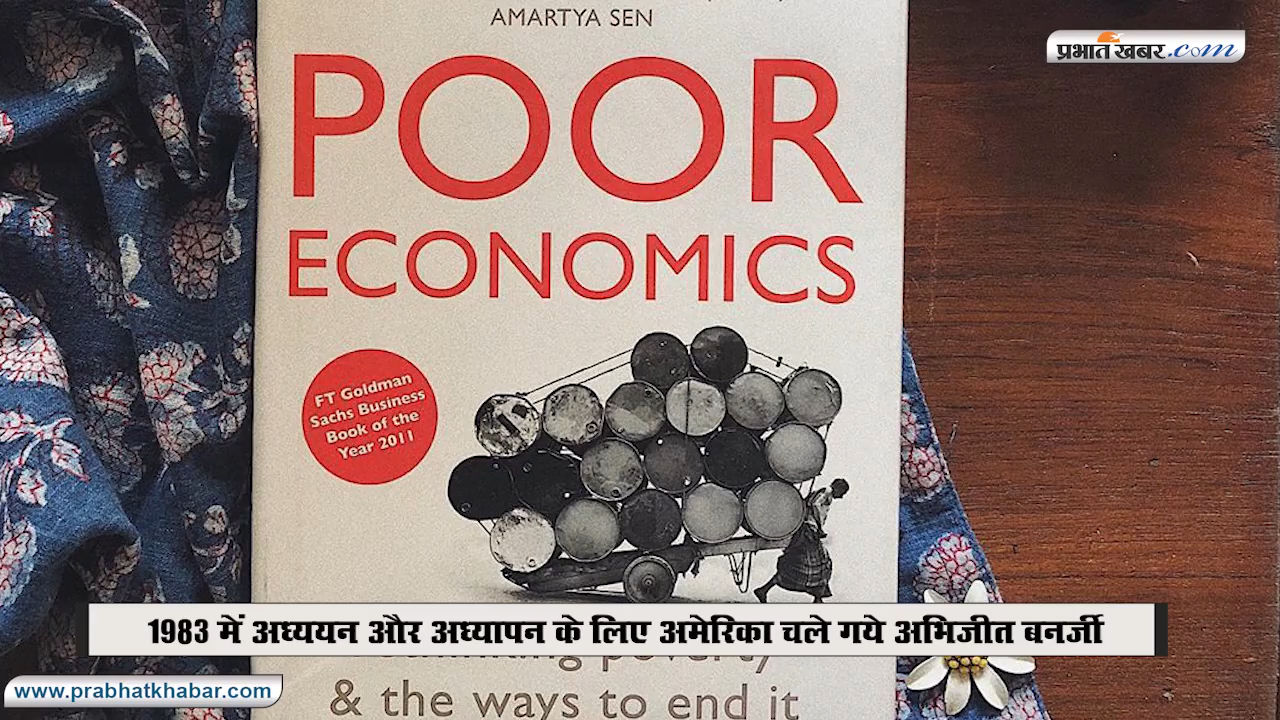 AMARTYA SEN
प्रभात खबर.com
POOR
ECONOMICS
FT Goldman
Sachs Business
Book of the
Year 2011
1983 में अध्ययन और अध्यापन के लिए अमेरिका चले गये अभिजीत बनर्जी
poverty
& the ways to end it
www.prabhatkhabar.com